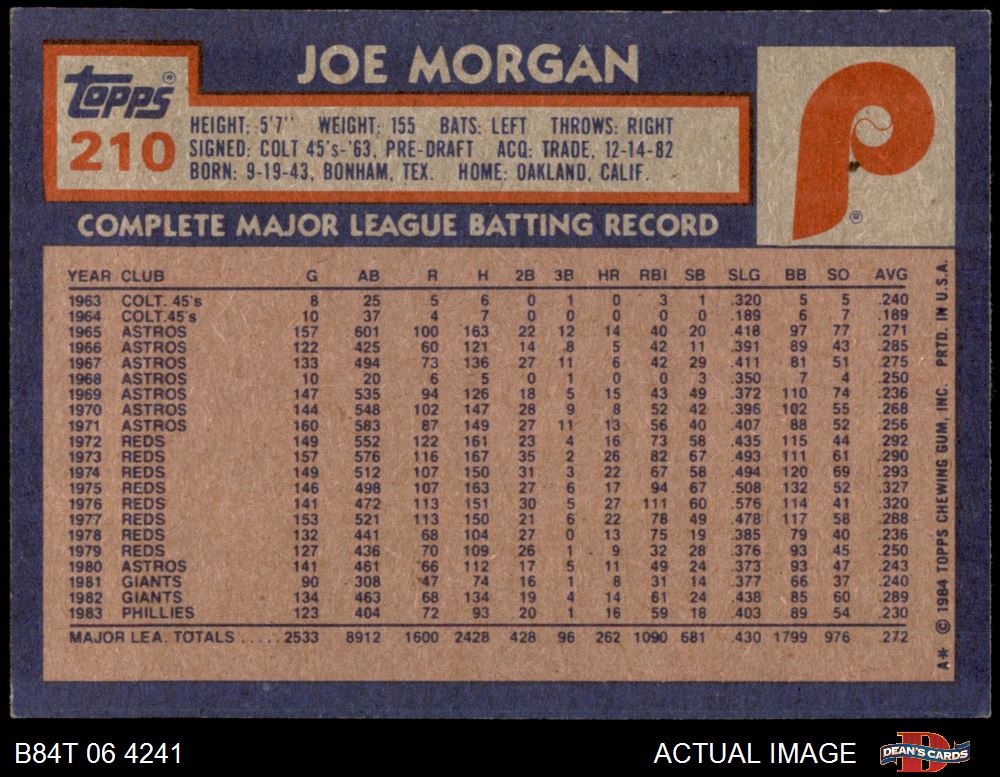 JOE MORGAN
topps®
210
HEIGHT: 5'7" WEIGHT: 155 BATS: LEFT THROWS: RIGHT
SIGNED: COLT 45's-'63, PRE-DRAFT ACQ: TRADE, 12-14-82
BORN: 9-19-43, BONHAM, TEX. HOME: OAKLAND, CALIF.
P
®
COMPLETE MAJOR LEAGUE BATTING RECORD
YEAR CLUB G AB R H 2B 3B HR RBI SB SLG BB SO AVG
1963 COLT. 45's 8 25 5 6 0 1 0 3 1 .320 5 5 .240
1964 COLT.45's 10 37 4 7 0 0 0 0 0 .189 6 7 .189
1965 ASTROS 157 601 100 163 22 12 14 40 20 .418 97 77 .271
1966 ASTROS 122 425 60 121 14 8 5 42 11 .391 89 43 .285
1967 ASTROS 133 494 73 136 27 11 6 42 29 .411 81 51 .275
1968 ASTROS 10 20 6 5 0 1 0 0 3 .350 7 4 .250
1969 ASTROS 147 535 94 126 18 5 15 43 49 .372 110 74 .236
1970 ASTROS 144 548 102 147 28 9 8 52 42 .396 102 55 .268
1971 ASTROS 160 583 87 149 27 11 13 56 40 .407 88 52 .256
1972 REDS 149 552 122 161 23 4 16 73 58 .435 115 44 .292
1973 REDS 157 576 116 167 35 2 26 82 67 .493 111 61 .290
1974 REDS 149 512 107 150 31 3 22 67 58 .494 120 69 .293
1975 REDS 146 498 107 163 27 6 17 94 67 .508 132 52 .327
1976 REDS 141 472 113 151 30 5 27 111 60 .576 114 41 .320
1977 REDS 153 521 113 150 21 6 22 78 49 .478 117 58 .288
1978 REDS 132 441 68 104 27 0 13 75 19 .385 79 40 .236
1979 REDS 127 436 70 109 26 1 9 32 28 .376 93 45 .250
1980 ASTROS 141 461 66 112 17 5 11 49 24 .373 93 47 .243
1981 GIANTS 90 308 47 74 16 1 8 31 14 .377 66 37 .240
1982 GIANTS 134 463 68 134 19 4 14 61 24 .438 85 60 .289
1983 PHILLIES 123 404 72 93 20 1 16 59 18 .403 89 54 .230
MAJOR LEA. TOTALS ..... 2533 8912 1600 2428 428 96 262 1090 681 .430 1799 976 .272
A* © 1984 TOPPS CHEWING GUM, INC. PRTD. IN U.S.A.
B84T 06 4241
ACTUAL IMAGE
D
DEAN'S CARDS